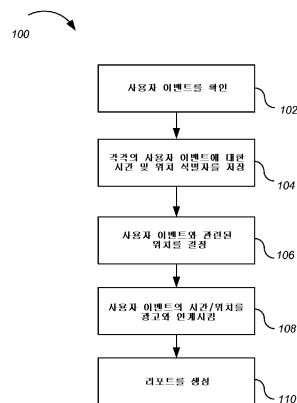 100
사용자 이벤트를 확인
102
각각의 사용자 이벤트에 대한
시간 및 위치 식별자를 저장
104
사용자 이벤트와 관련된
위치를 결정
106
사용자 이벤트의 시간/위치를
광고와 연계시킴
108
리포트를 생성
110